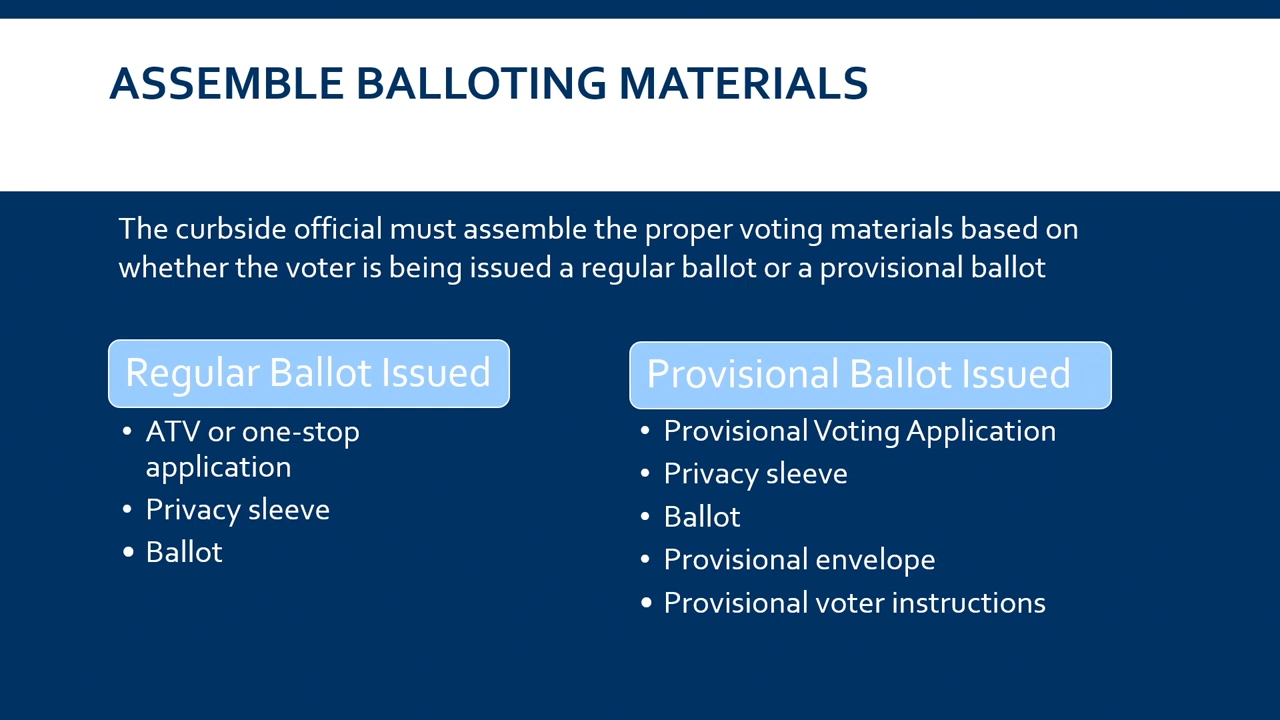 ASSEMBLE BALLOTING MATERIALS
The curbside official must assemble the proper voting materials based on
whether the voter is being issued a regular ballot or a provisional ballot
Regular Ballot Issued
• ATV or one-stop
application
• Privacy sleeve
• Ballot
Provisional Ballot Issued
• Provisional Voting Application
• Privacy sleeve
• Ballot
• Provisional envelope
• Provisional voter instructions